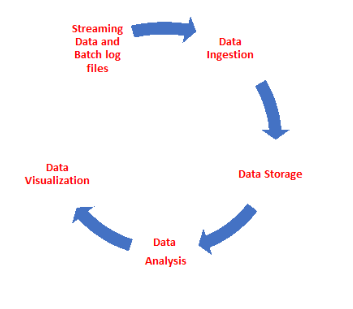 Streaming
Data and
Batch log
files
Data
Ingestion
Data Storage
Data
Analysis
Data
Visualization